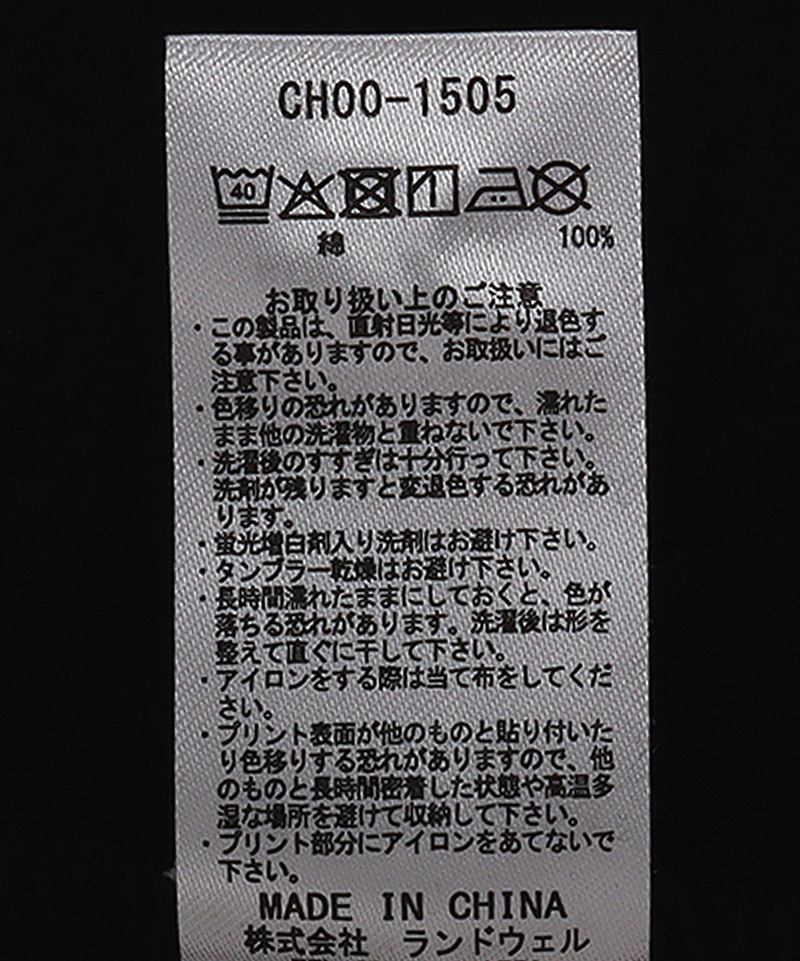 CH00-1505
40
綿 100%
お取り扱い上のご注意
・この製品は、直射日光等により退色す
る事がありますので、お取扱いにはご
注意下さい。
・色移りの恐れがありますので、濡れた
まま他の洗濯物と重ねないで下さい。
・洗濯後のすすぎは十分行って下さい。
洗剤が残りますと変退色する恐れがあ
ります。
・蛍光増白剤入り洗剤はお避け下さい。
・タンブラー乾燥はお避け下さい。
・長時間濡れたままにしておくと、色が
落ちる恐れがあります。洗濯後は形を
整えて直ぐに干して下さい。
・アイロンをする際は当て布をしてくだ
さい。
・プリント表面が他のものと貼り付いた
り色移りする恐れがありますので、他
のものと長時間密着した状態や高温多
湿な場所を避けて収納して下さい。
・プリント部分にアイロンをあてないで
下さい。
MADE IN CHINA
株式会社 ランドウェル